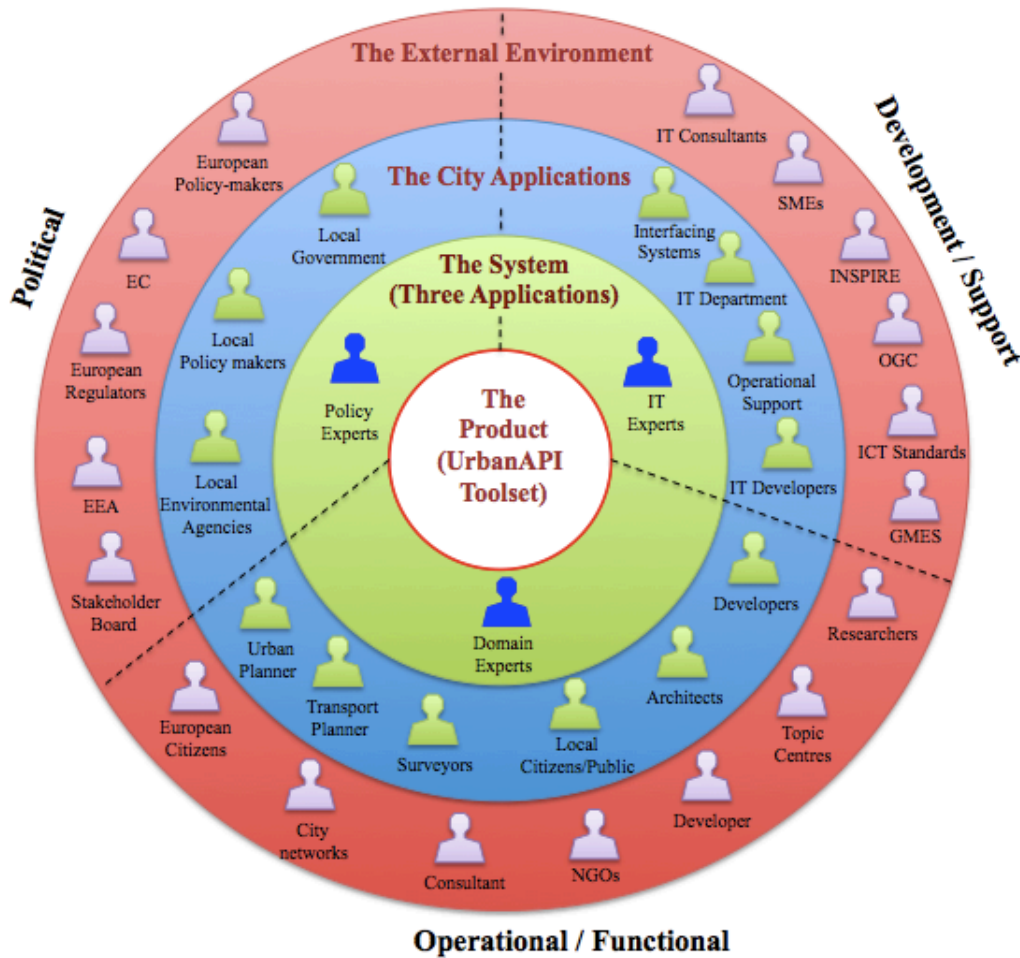 The External Environment
IT Consultants
European
Policy-makers
SMEs
Development / Support
The City Applications
Political
Local
Government
Interfacing
Systems
INSPIRE
EC
The System
(Three Applications)
IT Department
Local
Policy makers
OGC
European
Regulators
Operational
Support
Policy
Experts
IT
Experts
The
Product
(UrbanAPI
Toolset)
ICT Standards
EEA
Local
Environmental
Agencies
IT Developers
GMES
Stakeholder
Board
Developers
Researchers
Urban
Planner
Domain
Experts
Architects
European
Citizens
Transport
Planner
Surveyors
Local
Citizens/Public
Topic
Centres
City
networks
Developer
Consultant
NGOs
Operational / Functional